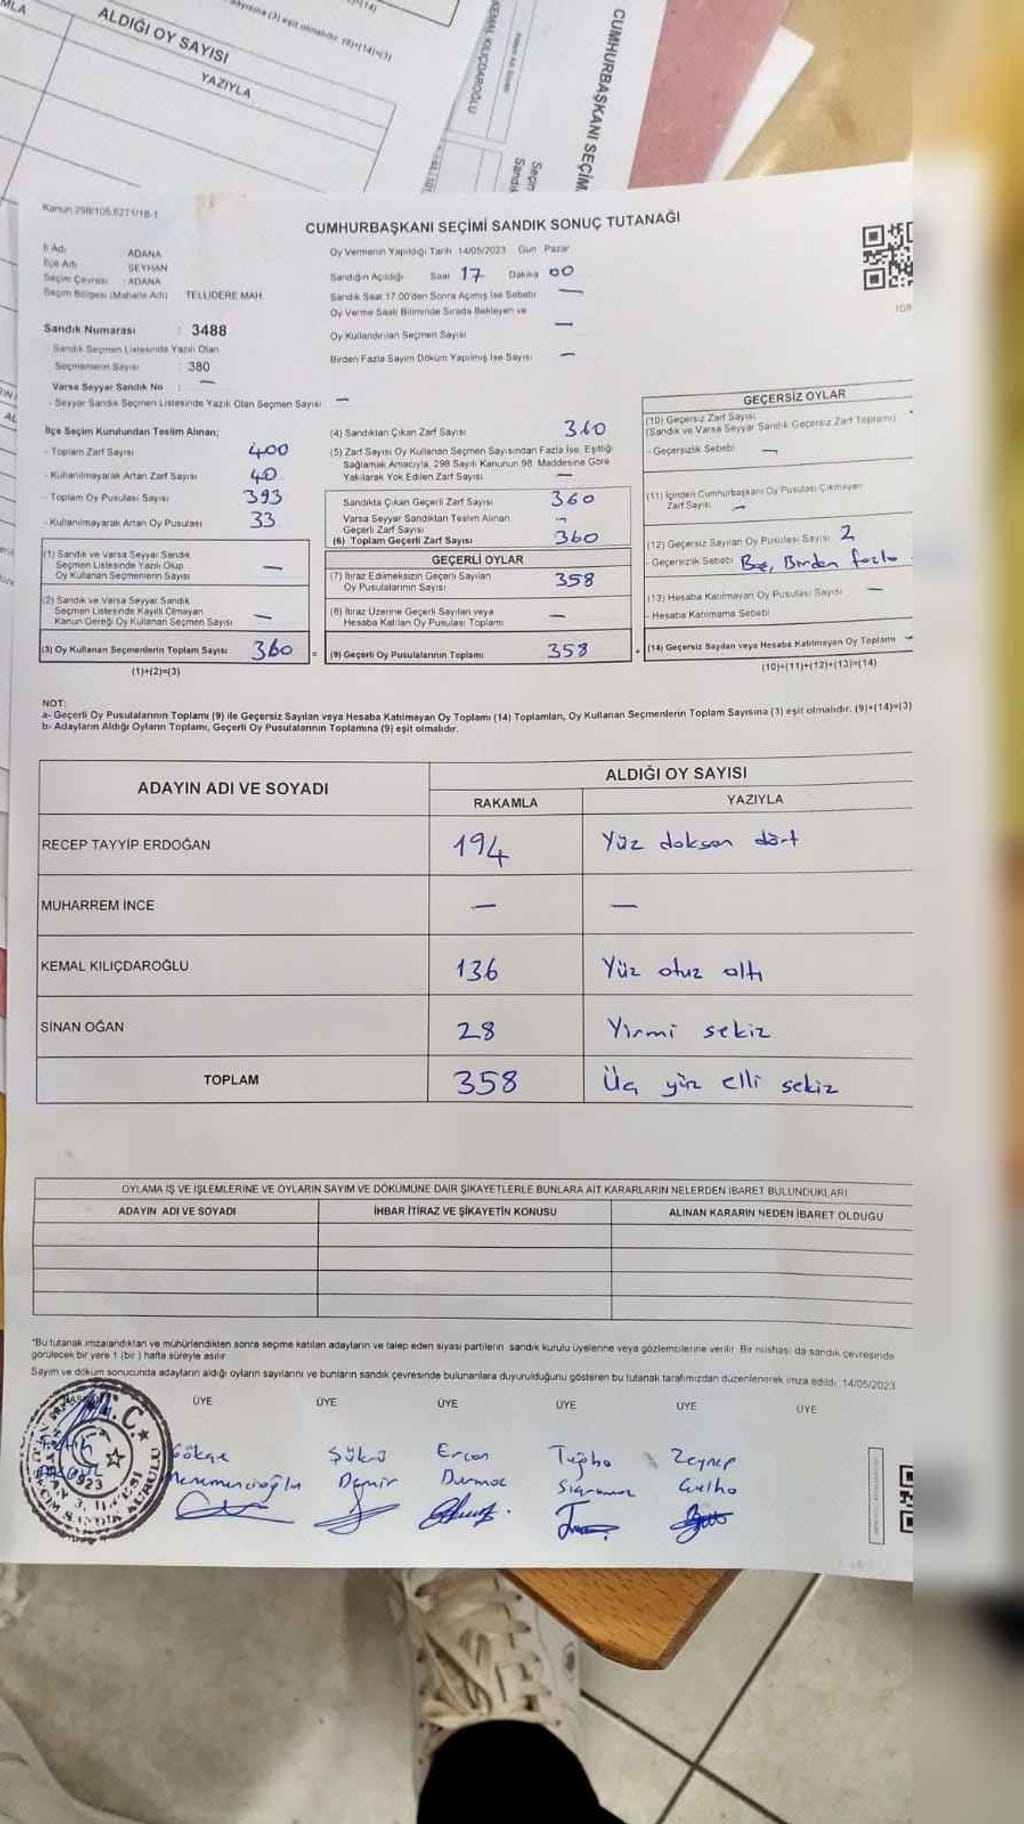 ALDIĞI OY SAYISI
YAZIYLA
KEMAL KILIÇDAROĞLU
CUMHURBAŞKANI SEÇİM
Kanun 298/105,6271/18-1
CUMHURBAŞKANI SEÇİMİ SANDIK SONUÇ TUTANAĞI
İl Adı ADANA
İlçe Adı SEYHAN
Seçim Çevresi : ADANA
Seçim Bölgesi (Mahalle Adı) TELLİDERE MAH.
Oy Vermenin Yapıldığı Tarih 14/05/2023 Gün Pazar
Sandığın Açıldığı Saat 17 Dakika 00
Sandık Saat 17:00'den Sonra Açılmış İse Sebebi —
Oy Verme Saati Bitiminde Sırada Bekleyen ve
Oy Kullandırılan Seçmen Sayısı —
Birden Fazla Sayım Döküm Yapılmış İse Sayısı —
Sandık Numarası : 3488
Sandık Seçmen Listesinde Yazılı Olan
Seçmenlerin Sayısı : 380
Varsa Seyyar Sandık No : —
- Seyyar Sandık Seçmen Listesinde Yazılı Olan Seçmen Sayısı —
İlçe Seçim Kurulundan Teslim Alınan;
- Toplam Zarf Sayısı 400
- Kullanılmayarak Artan Zarf Sayısı 40
- Toplam Oy Pusulası Sayısı 393
- Kullanılmayarak Artan Oy Pusulası 33
(1) Sandık ve Varsa Seyyar Sandık
Seçmen Listesinde Yazılı Olup
Oy Kullanan Seçmenlerin Sayısı —
(2) Sandık ve Varsa Seyyar Sandık
Seçmen Listesinde Kayıtlı Olmayan
Kanun Gereği Oy Kullanan Seçmen Sayısı —
(3) Oy Kullanan Seçmenlerin Toplam Sayısı 360
(1)+(2)=(3)
(4) Sandıktan Çıkan Zarf Sayısı 360
(5) Zarf Sayısı Oy Kullanan Seçmen Sayısından Fazla İse, Eşitliği
Sağlamak Amacıyla, 298 Sayılı Kanunun 98. Maddesine Göre
Yakılarak Yok Edilen Zarf Sayısı —
Sandıkta Çıkan Geçerli Zarf Sayısı 360
Varsa Seyyar Sandıktan Teslim Alınan
Geçerli Zarf Sayısı —
(6) Toplam Geçerli Zarf Sayısı 360
GEÇERLİ OYLAR
(7) İtiraz Edilmeksizin Geçerli Sayılan
Oy Pusulalarının Sayısı 358
(8) İtiraz Üzerine Geçerli Sayılan veya
Hesaba Katılan Oy Pusulası Toplamı —
= (9) Geçerli Oy Pusulalarının Toplamı 358
GEÇERSİZ OYLAR
(10) Geçersiz Zarf Sayısı
(Sandık ve Varsa Seyyar Sandık Geçersiz Zarf Toplamı)
- Geçersizlik Sebebi —
(11) İçinden Cumhurbaşkanı Oy Pusulası Çıkmayan
Zarf Sayısı —
(12) Geçersiz Sayılan Oy Pusulası Sayısı 2
- Geçersizlik Sebebi Boş, Birden fazla
(13) Hesaba Katılmayan Oy Pusulası Sayısı —
- Hesaba Katılmama Sebebi
+ (14) Geçersiz Sayılan veya Hesaba Katılmayan Oy Toplamı
(10)+(11)+(12)+(13)=(14)
NOT:
a- Geçerli Oy Pusulalarının Toplamı (9) ile Geçersiz Sayılan veya Hesaba Katılmayan Oy Toplamı (14) Toplamları, Oy Kullanan Seçmenlerin Toplam Sayısına (3) eşit olmalıdır. (9)+(14)=(3)
b- Adayların Aldığı Oyların Toplamı, Geçerli Oy Pusulalarının Toplamına (9) eşit olmalıdır.
ADAYIN ADI VE SOYADI
ALDIĞI OY SAYISI
RAKAMLA YAZIYLA
RECEP TAYYİP ERDOĞAN 194 Yüz doksan dört
MUHARREM İNCE — —
KEMAL KILIÇDAROĞLU 136 Yüz otuz altı
SİNAN OĞAN 28 Yirmi sekiz
TOPLAM 358 Üç yüz elli sekiz
OYLAMA İŞ VE İŞLEMLERİNE VE OYLARIN SAYIM VE DÖKÜMÜNE DAİR ŞİKAYETLERLE BUNLARA AİT KARARLARIN NELERDEN İBARET BULUNDUKLARI
ADAYIN ADI VE SOYADI İHBAR İTİRAZ VE ŞİKAYETİN KONUSU ALINAN KARARIN NEDEN İBARET OLDUĞU
*Bu tutanak imzalandıktan ve mühürlendikten sonra seçime katılan adayların ve talep eden siyasi partilerin sandık kurulu üyelerine veya gözlemcilerine verilir. Bir nüshası da sandık çevresinde
görülecek bir yere 1 (bir) hafta süreyle asılır.
Sayım ve döküm sonucunda adayların aldığı oyların sayılarını ve bunların sandık çevresinde bulunanlara duyurulduğunu gösteren bu tutanak tarafımızdan düzenlenerek imza edildi. 14/05/2023
ÜYE ÜYE ÜYE ÜYE ÜYE ÜYE
Gökçe Şükrü Ercan Tuğba Zeynep
Menemencioğlu Demir Durmaz